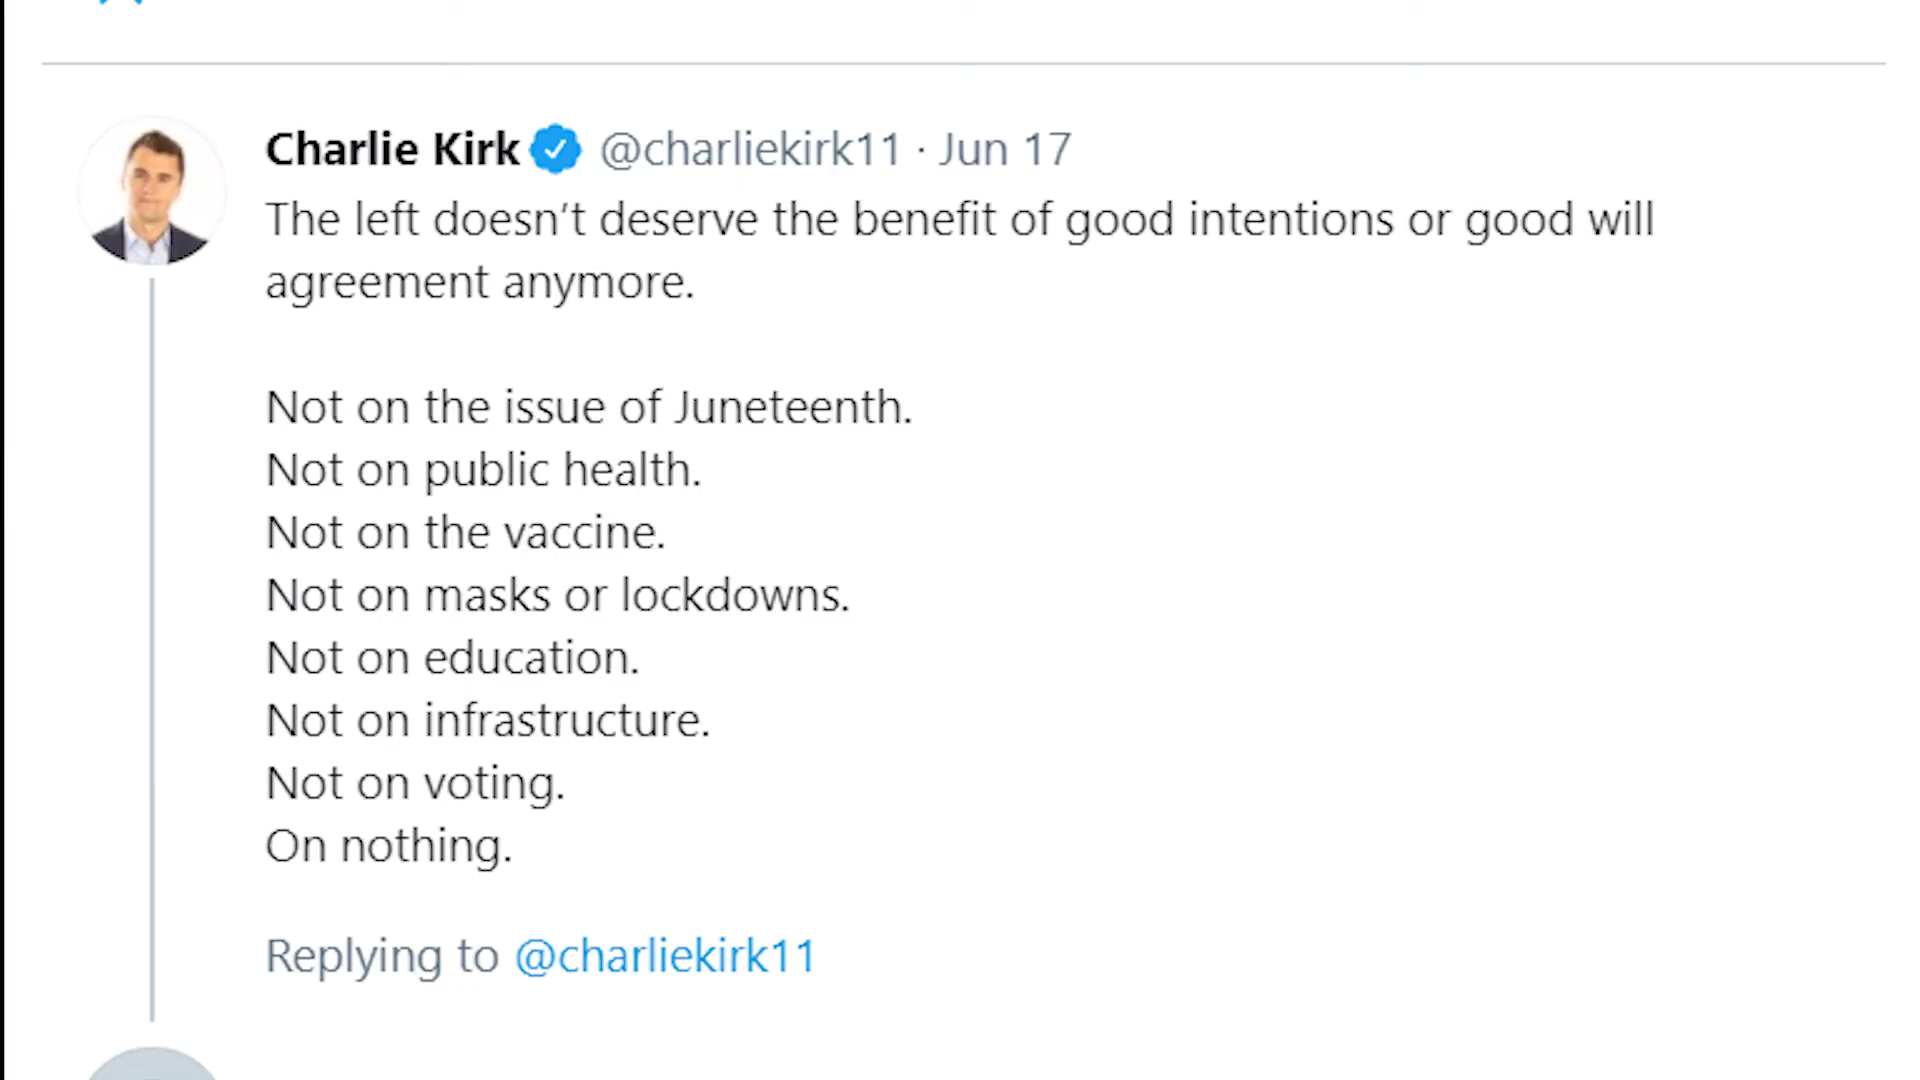 Charlie Kirk @charliekirk11 · Jun 17
The left doesn’t deserve the benefit of good intentions or good will
agreement anymore.
Not on the issue of Juneteenth.
Not on public health.
Not on the vaccine.
Not on masks or lockdowns.
Not on education.
Not on infrastructure.
Not on voting.
On nothing.
Replying to @charliekirk11